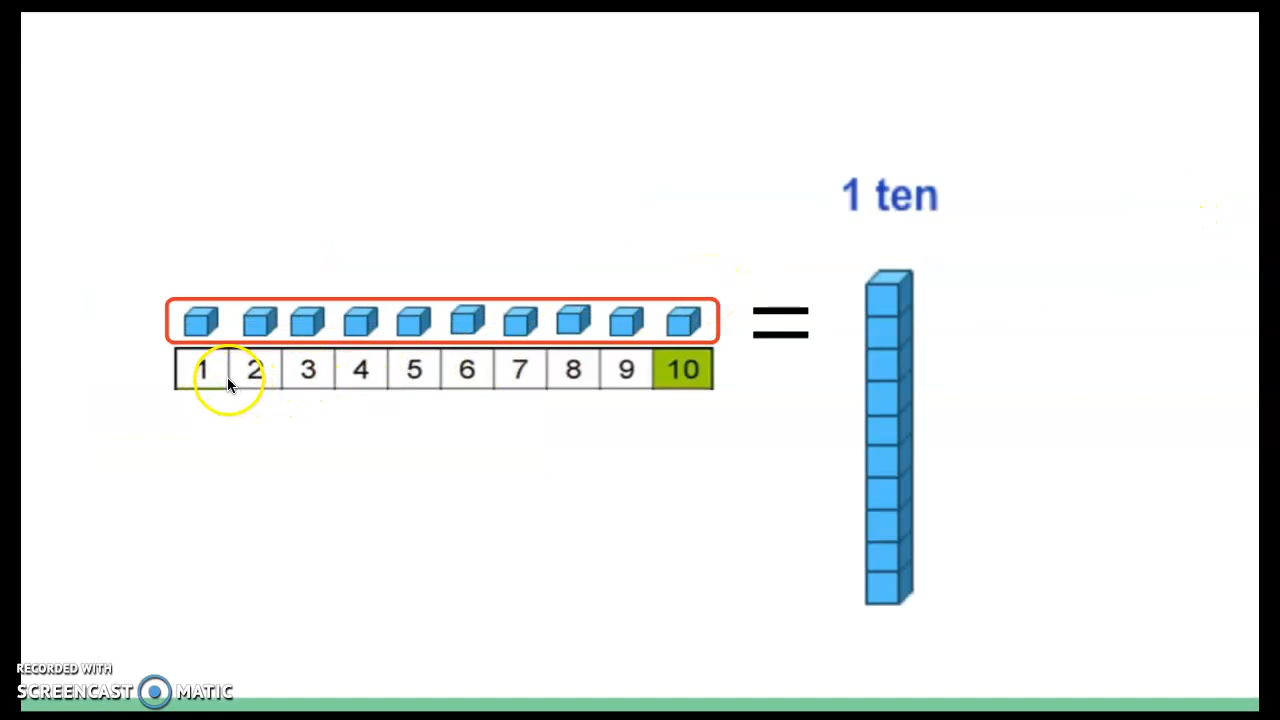 1 ten
=
1 2 3 4 5 6 7 8 9 10
RECORDED WITH
SCREENCAST MATIC